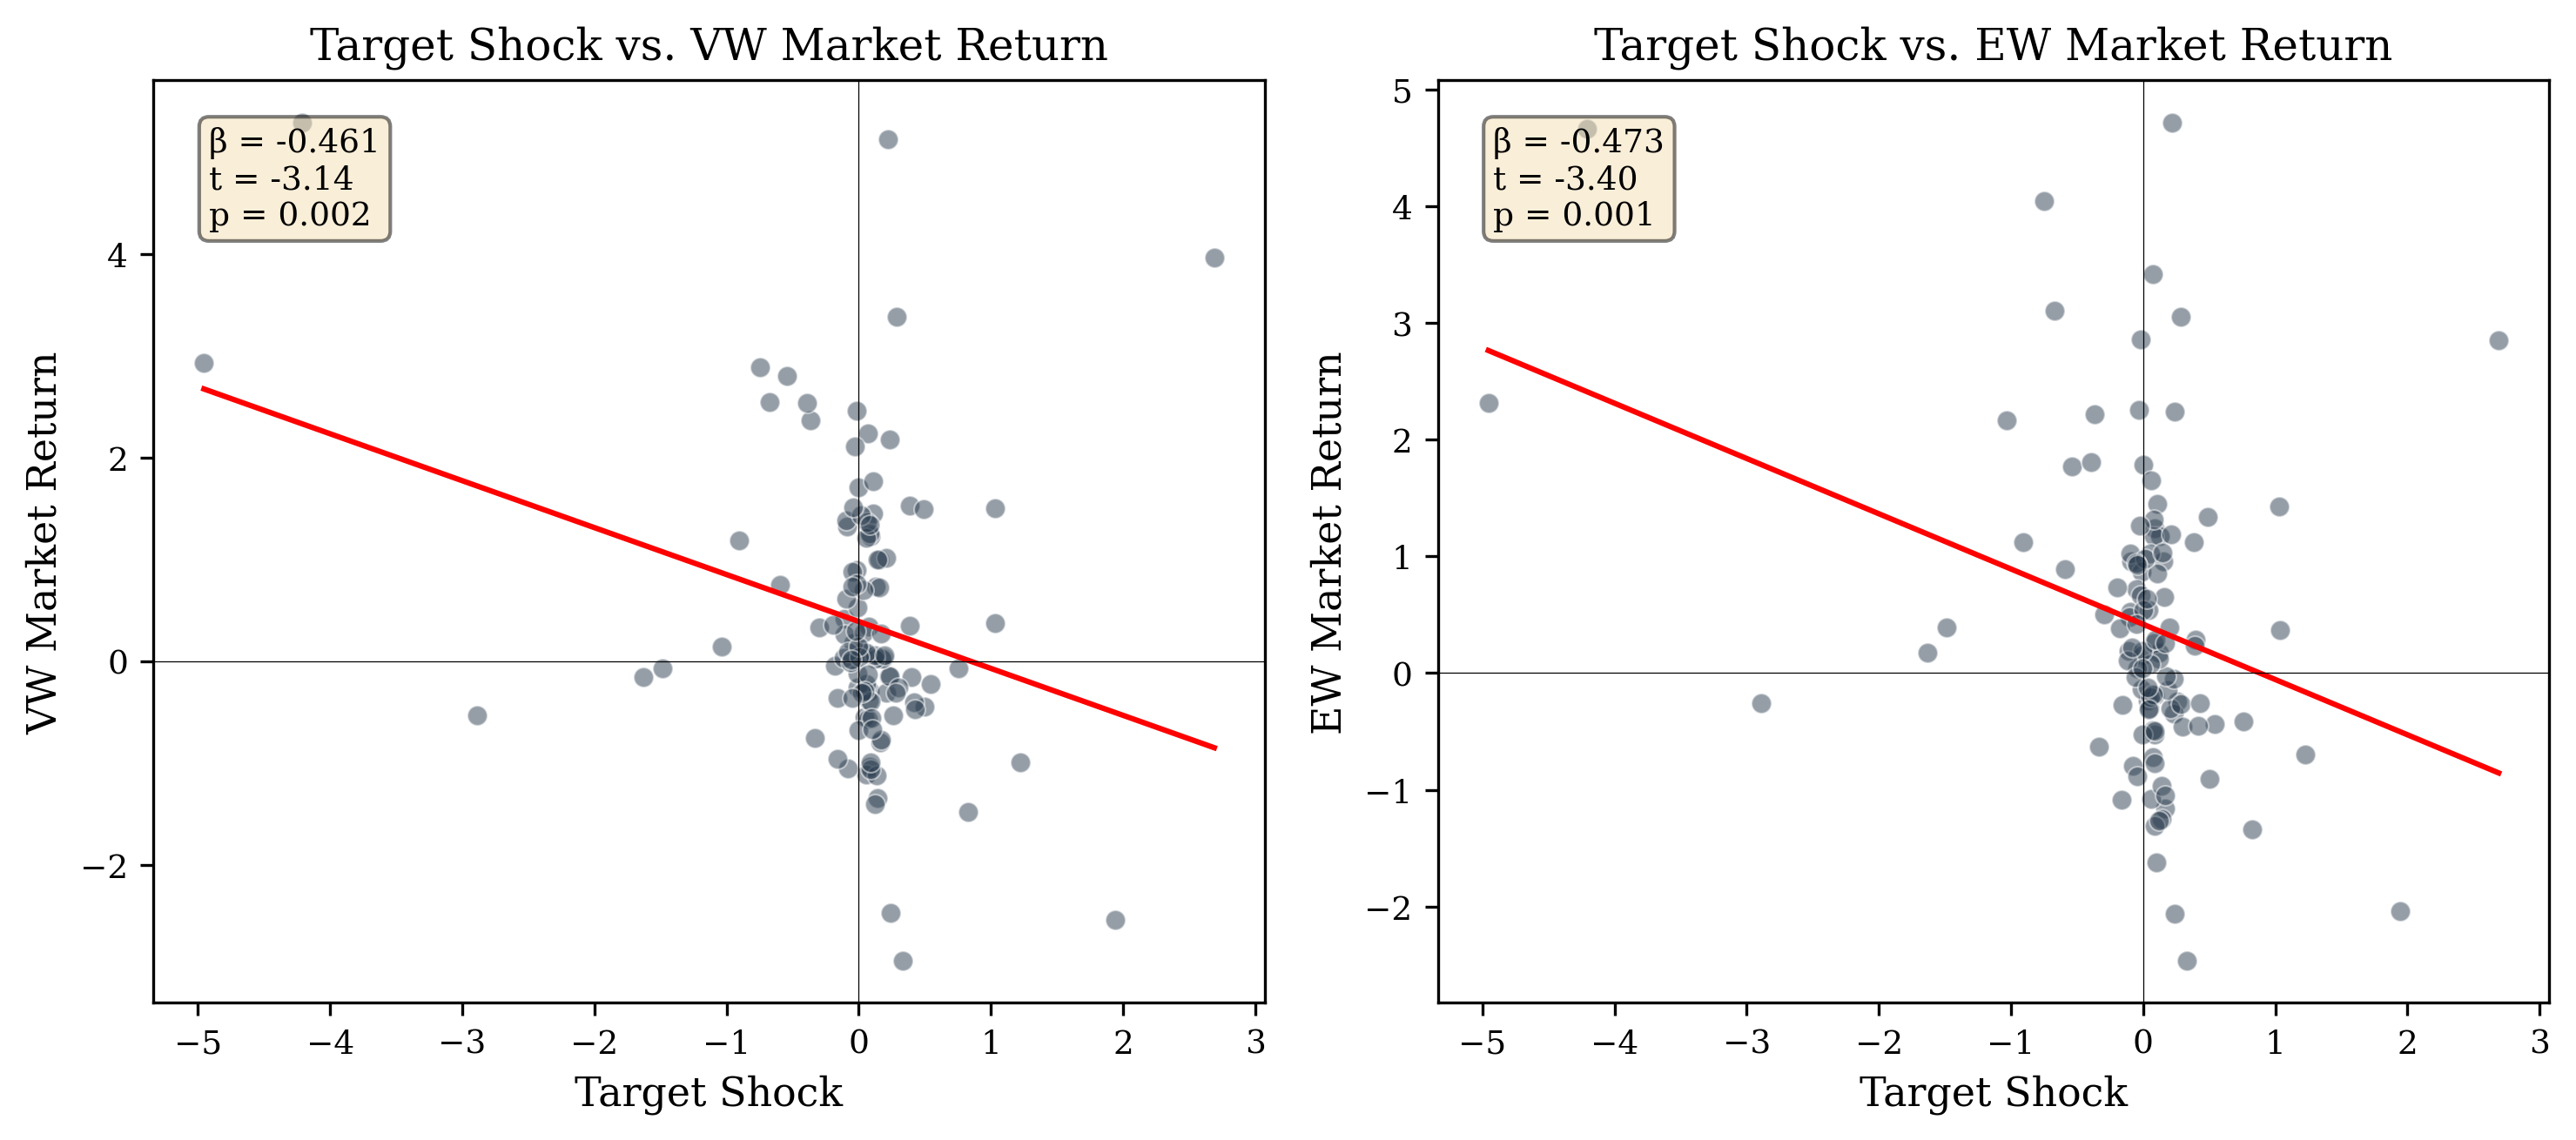 Target Shock vs. VW Market Return
β = -0.461
t = -3.14
p = 0.002
VW Market Return
4
2
0
−2
−5 −4 −3 −2 −1 0 1 2 3
Target Shock
Target Shock vs. EW Market Return
β = -0.473
t = -3.40
p = 0.001
EW Market Return
5
4
3
2
1
0
−1
−2
−5 −4 −3 −2 −1 0 1 2 3
Target Shock